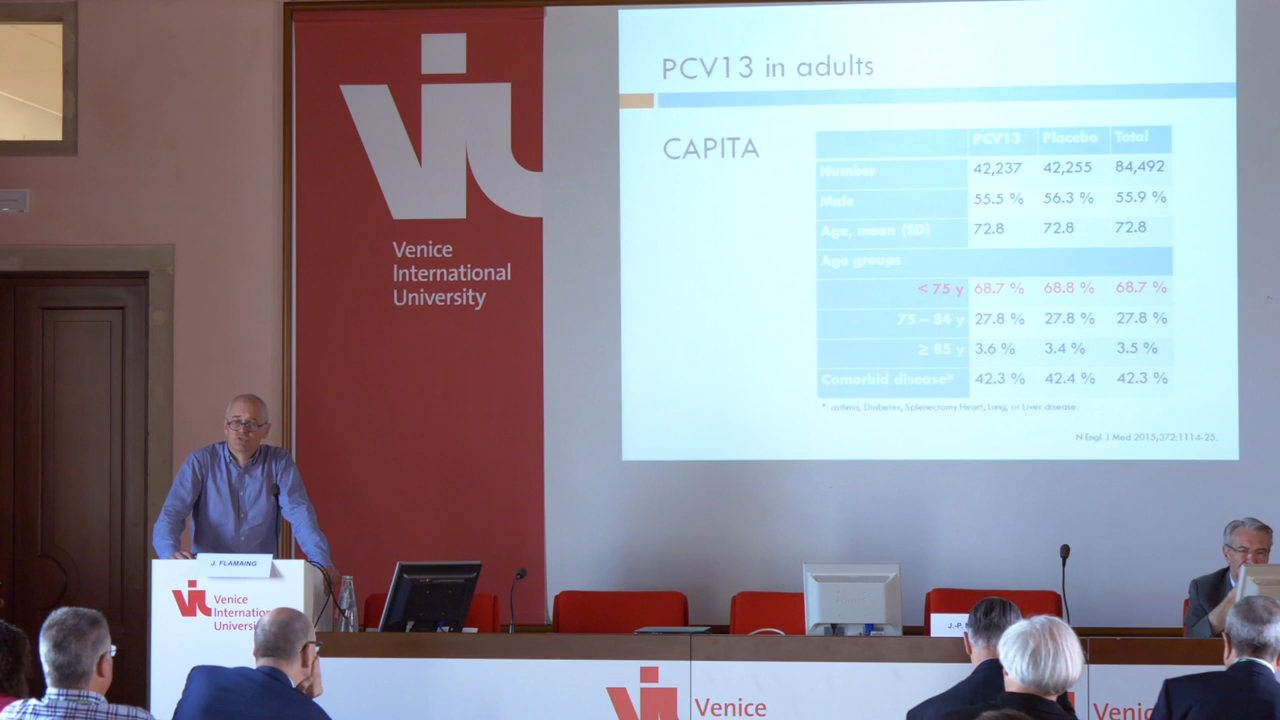 Venice
International
University
PCV13 in adults
CAPITA
PCV13 Placebo Total
Number 42,237 42,255 84,492
Male 55.5 % 56.3 % 55.9 %
Age, mean (SD) 72.8 72.8 72.8
Age groups
< 75 y 68.7 % 68.8 % 68.7 %
75 – 84 y 27.8 % 27.8 % 27.8 %
≥ 85 y 3.6 % 3.4 % 3.5 %
Comorbid disease* 42.3 % 42.4 % 42.3 %
*: asthma, Diabetes, Splenectomy Heart, Lung, or Liver disease.
N Engl J Med 2015;372:1114-25.
J. FLAMAING
Venice
J.-P.
Venice